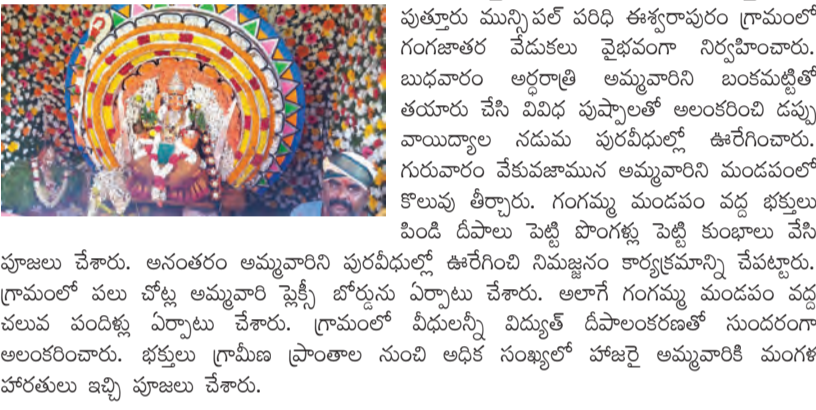 పుత్తూరు మున్సిపల్ పరిధి ఈశ్వరాపురం గ్రామంలో
గంగజాతర వేడుకలు వైభవంగా నిర్వహించారు.
బుధవారం అర్ధరాత్రి అమ్మవారిని బంకమట్టితో
తయారు చేసి వివిధ పుష్పాలతో అలంకరించి డప్పు
వాయిద్యాల నడుమ పురవీధుల్లో ఊరేగించారు.
గురువారం వేకువజామున అమ్మవారిని మండపంలో
కొలువు తీర్చారు. గంగమ్మ మండపం వద్ద భక్తులు
పిండి దీపాలు పెట్టి పొంగళ్లు పెట్టి కుంభాలు వేసి
పూజలు చేశారు. అనంతరం అమ్మవారిని పురవీధుల్లో ఊరేగించి నిమజ్జనం కార్యక్రమాన్ని చేపట్టారు.
గ్రామంలో పలు చోట్ల అమ్మవారి ప్లెక్సీ బోర్డును ఏర్పాటు చేశారు. అలాగే గంగమ్మ మండపం వద్ద
చలువ పందిళ్లు ఏర్పాటు చేశారు. గ్రామంలో వీధులన్నీ విద్యుత్ దీపాలంకరణతో సుందరంగా
అలంకరించారు. భక్తులు గ్రామీణ ప్రాంతాల నుంచి అధిక సంఖ్యలో హాజరై అమ్మవారికి మంగళ
హారతులు ఇచ్చి పూజలు చేశారు.